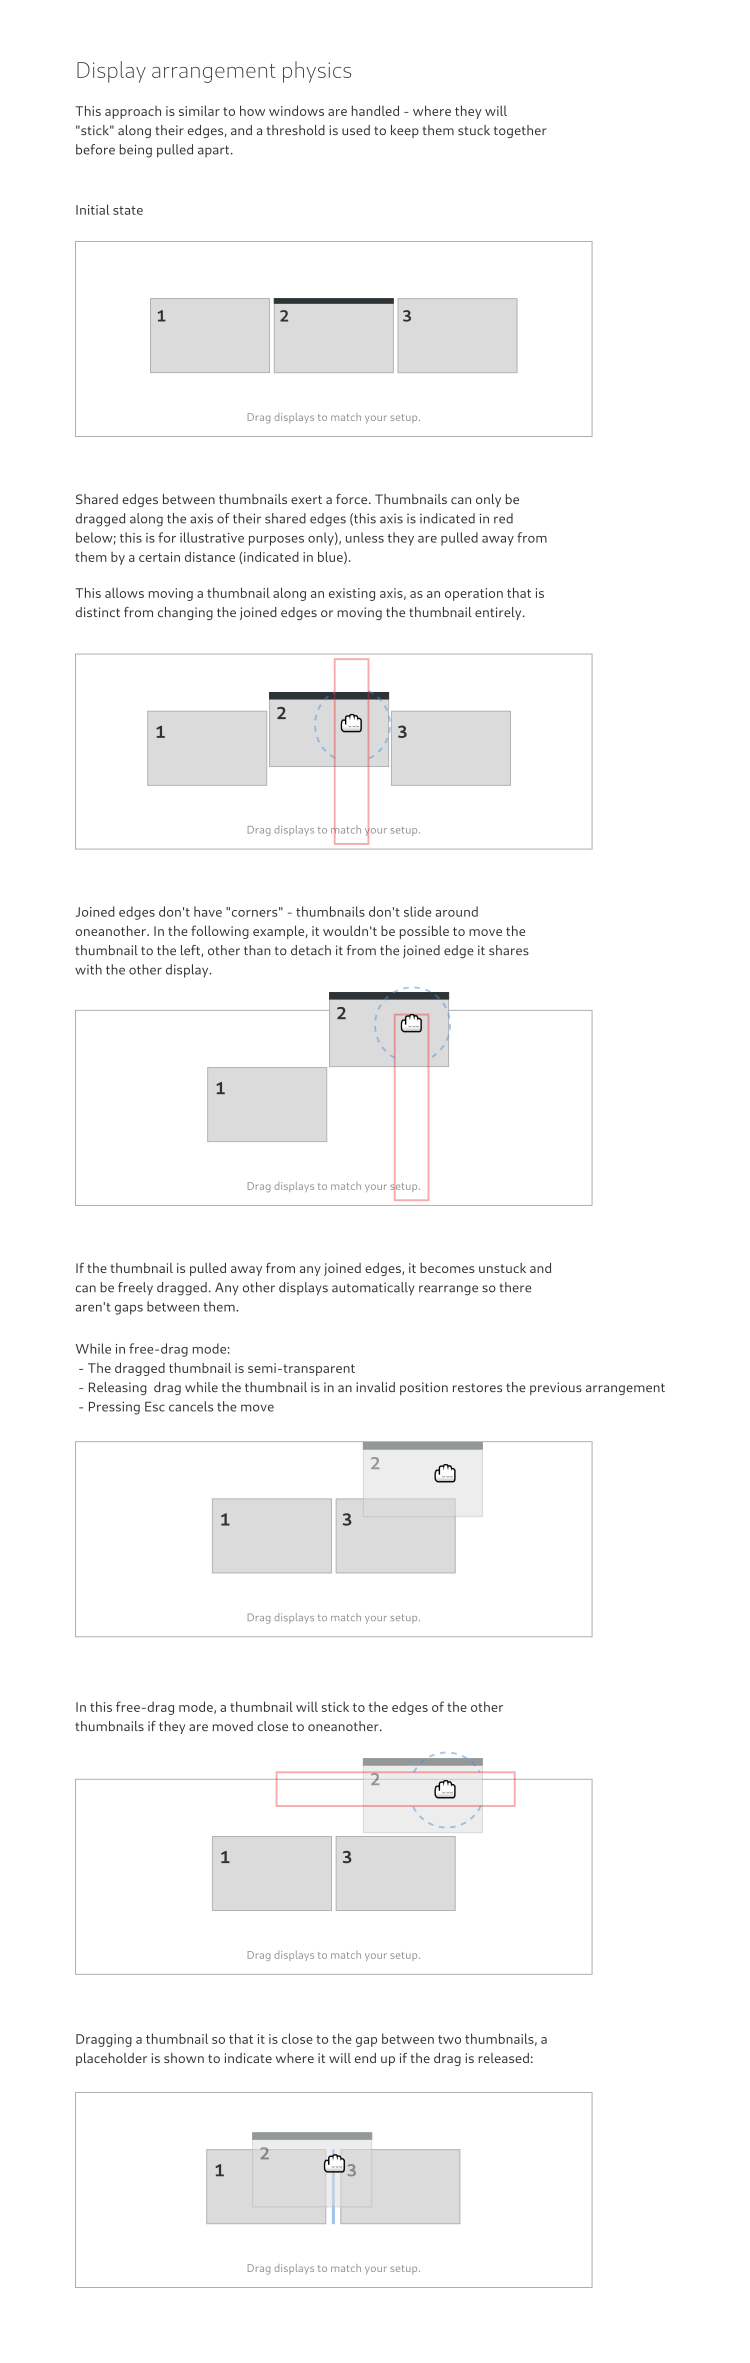 Display arrangement physics
This approach is similar to how windows are handled - where they will
"stick" along their edges, and a threshold is used to keep them stuck together
before being pulled apart.
Initial state
1
2
3
Drag displays to match your setup.
Shared edges between thumbnails exert a force. Thumbnails can only be
dragged along the axis of their shared edges (this axis is indicated in red
below; this is for illustrative purposes only), unless they are pulled away from
them by a certain distance (indicated in blue).
This allows moving a thumbnail along an existing axis, as an operation that is
distinct from changing the joined edges or moving the thumbnail entirely.
2
1
3
Drag displays to match your setup.
Joined edges don't have "corners" - thumbnails don't slide around
oneanother. In the following example, it wouldn't be possible to move the
thumbnail to the left, other than to detach it from the joined edge it shares
with the other display.
2
1
Drag displays to match your setup.
If the thumbnail is pulled away from any joined edges, it becomes unstuck and
can be freely dragged. Any other displays automatically rearrange so there
aren't gaps between them.
While in free-drag mode:
- The dragged thumbnail is semi-transparent
- Releasing  drag while the thumbnail is in an invalid position restores the previous arrangement
- Pressing Esc cancels the move
2
1
3
Drag displays to match your setup.
In this free-drag mode, a thumbnail will stick to the edges of the other
thumbnails if they are moved close to oneanother.
2
1
3
Drag displays to match your setup.
Dragging a thumbnail so that it is close to the gap between two thumbnails, a
placeholder is shown to indicate where it will end up if the drag is released:
2
1
3
Drag displays to match your setup.